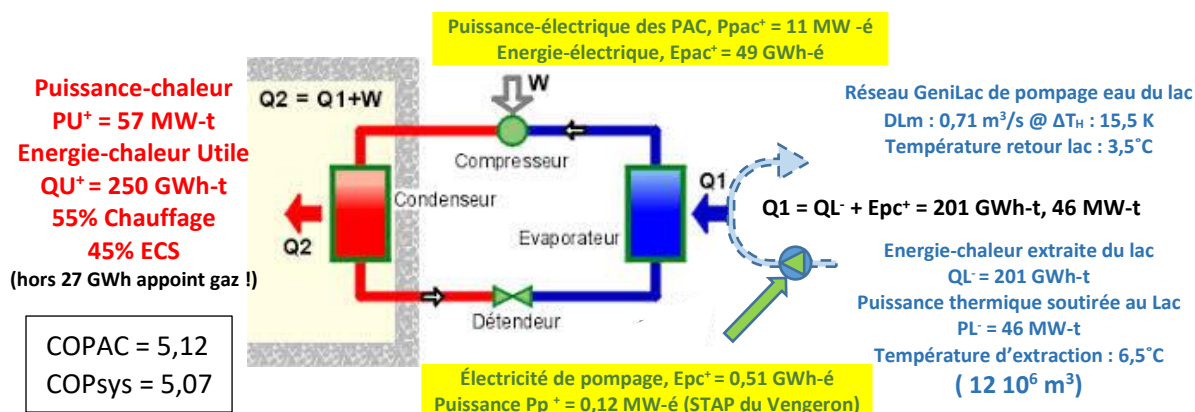 Puissance-électrique des PAC, Ppac⁺ = 11 MW -é
Energie-électrique, Epac⁺ = 49 GWh-é
Puissance-chaleur
PU⁺ = 57 MW-t
Energie-chaleur Utile
QU⁺ = 250 GWh-t
55% Chauffage
45% ECS
(hors 27 GWh appoint gaz !)
COPAC = 5,12
COPsys = 5,07
Q2 = Q1+W
W
Compresseur
Condenseur
Q2
Evaporateur
Q1
Détendeur
Réseau GeniLac de pompage eau du lac
DLm : 0,71 m³/s @ ΔTH : 15,5 K
Température retour lac : 3,5°C
Q1 = QL⁻ + Epc⁺ = 201 GWh-t, 46 MW-t
Energie-chaleur extraite du lac
QL⁻ = 201 GWh-t
Puissance thermique soutirée au Lac
PL⁻ = 46 MW-t
Température d'extraction : 6,5°C
( 12 10⁶ m³)
Électricité de pompage, Epc⁺ = 0,51 GWh-é
Puissance Pp ⁺ = 0,12 MW-é (STAP du Vengeron)